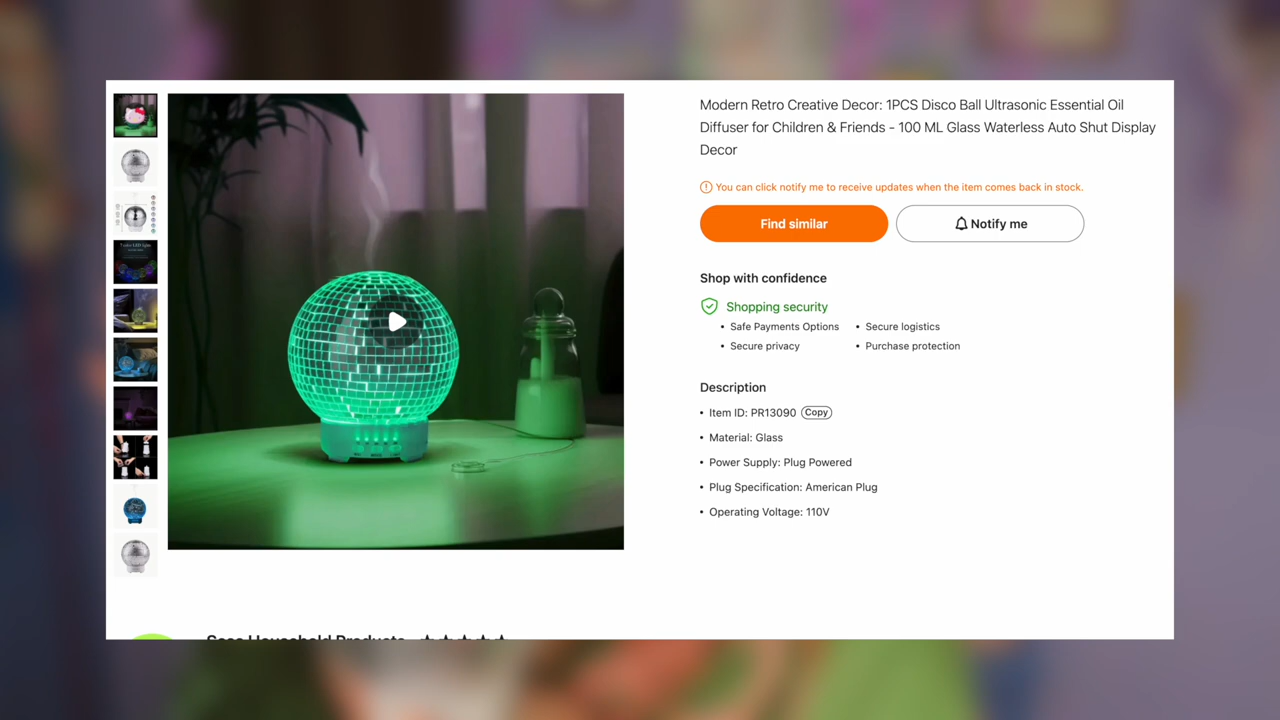 Modern Retro Creative Decor: 1PCS Disco Ball Ultrasonic Essential Oil
Diffuser for Children & Friends - 100 ML Glass Waterless Auto Shut Display
Decor
You can click notify me to receive updates when the item comes back in stock.
Find similar
Notify me
Shop with confidence
Shopping security
• Safe Payments Options
• Secure logistics
• Secure privacy
• Purchase protection
Description
• Item ID: PR13090 Copy
• Material: Glass
• Power Supply: Plug Powered
• Plug Specification: American Plug
• Operating Voltage: 110V
Household Products